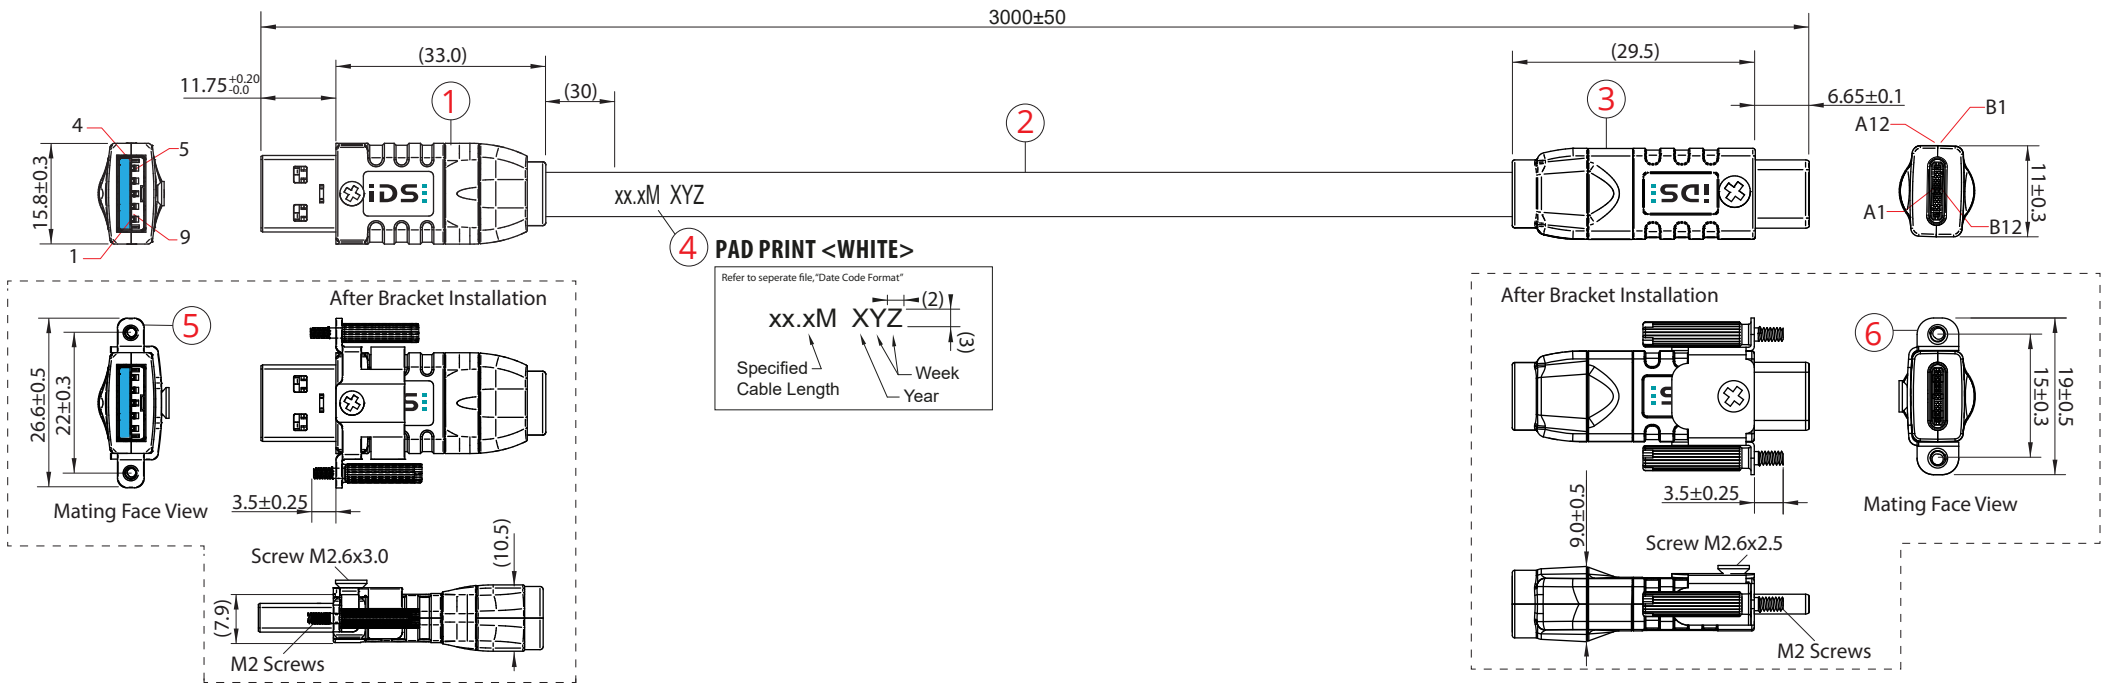 3000±50
(33.0)
(29.5)
11.75 +0.20 -0.0
(30)
6.65±0.1
1
2
3
B1
A12
4
5
15.8±0.3
iDS
xx.xM XYZ
iDS
11±0.3
A1
B12
9
1
4 PAD PRINT <WHITE>
Refer to seperate file,"Date Code Format"
(2)
xx.xM XYZ
(3)
Specified
Cable Length
Week
Year
After Bracket Installation
5
26.6±0.5
22±0.3
S
Mating Face View
3.5±0.25
Screw M2.6x3.0
(10.5)
(7.9)
M2 Screws
After Bracket Installation
6
S
19±0.5
15±0.3
3.5±0.25
Mating Face View
9.0±0.5
Screw M2.6x2.5
M2 Screws